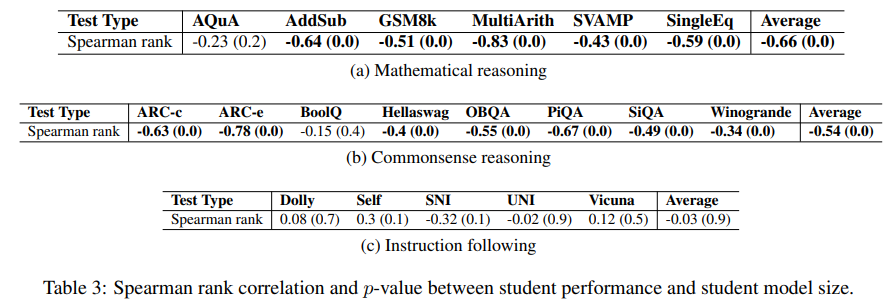 Test Type AQuA AddSub GSM8k MultiArith SVAMP SingleEq Average
Spearman rank -0.23 (0.2) -0.64 (0.0) -0.51 (0.0) -0.83 (0.0) -0.43 (0.0) -0.59 (0.0) -0.66 (0.0)
(a) Mathematical reasoning
Test Type ARC-c ARC-e BoolQ Hellaswag OBQA PiQA SiQA Winogrande Average
Spearman rank -0.63 (0.0) -0.78 (0.0) -0.15 (0.4) -0.4 (0.0) -0.55 (0.0) -0.67 (0.0) -0.49 (0.0) -0.34 (0.0) -0.54 (0.0)
(b) Commonsense reasoning
Test Type Dolly Self SNI UNI Vicuna Average
Spearman rank 0.08 (0.7) 0.3 (0.1) -0.32 (0.1) -0.02 (0.9) 0.12 (0.5) -0.03 (0.9)
(c) Instruction following
Table 3: Spearman rank correlation and p-value between student performance and student model size.